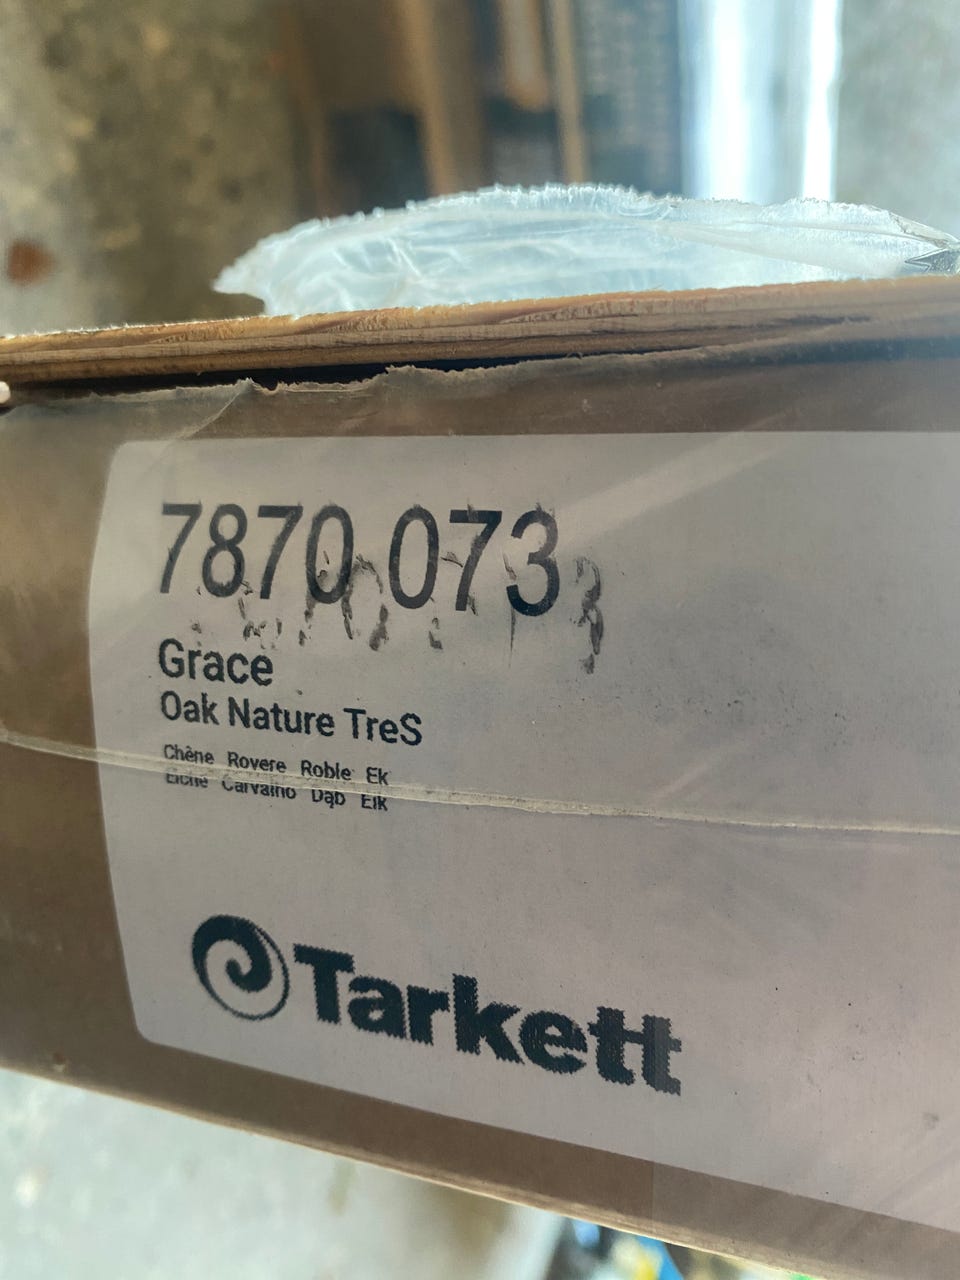 7870 073
Grace
Oak Nature TreS
Chêne Rovere Roble Ek
Eiche Carvalho Dąb Eik
Tarkett